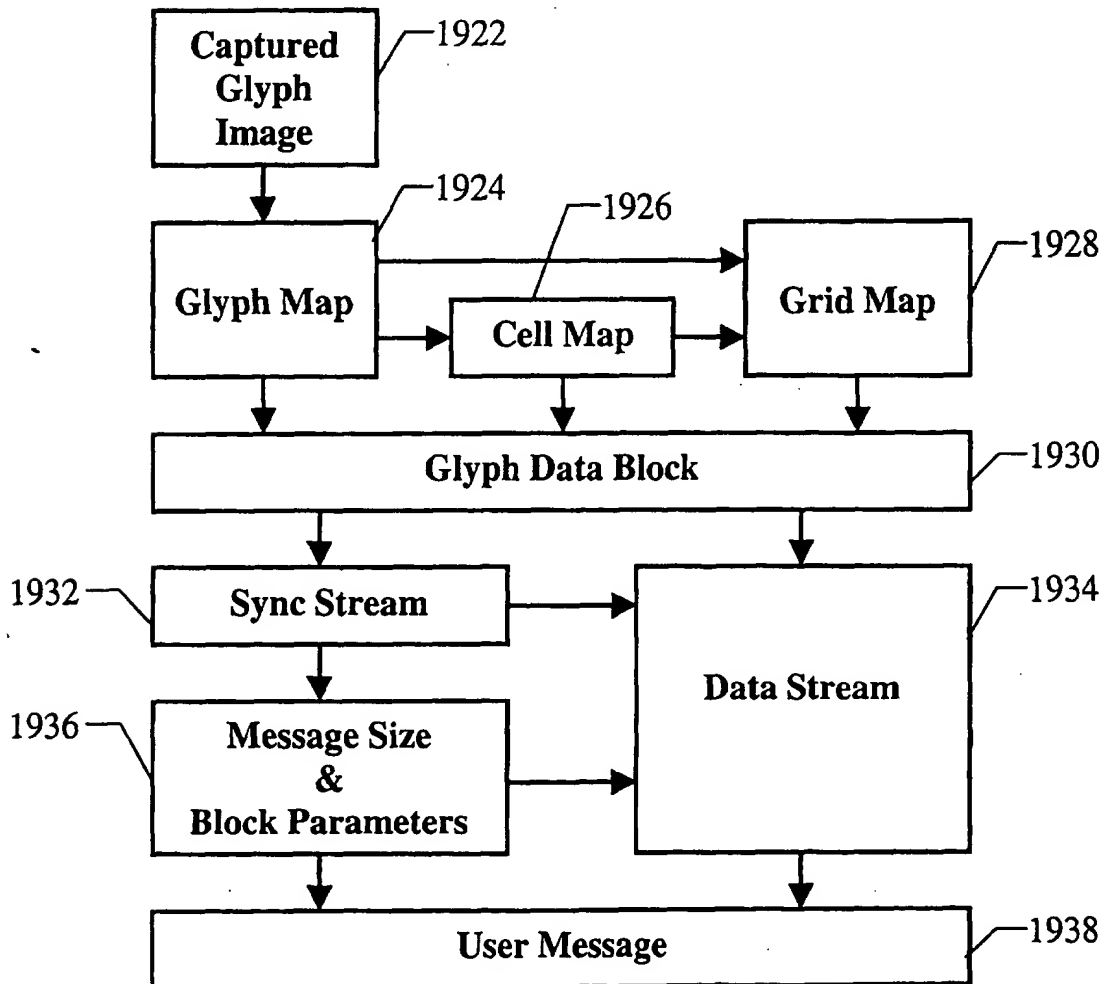 Captured
Glyph
Image
1922
1924
1926
1928
Glyph Map
Cell Map
Grid Map
Glyph Data Block
1930
1932
Sync Stream
1934
Data Stream
1936
Message Size
&
Block Parameters
User Message
1938